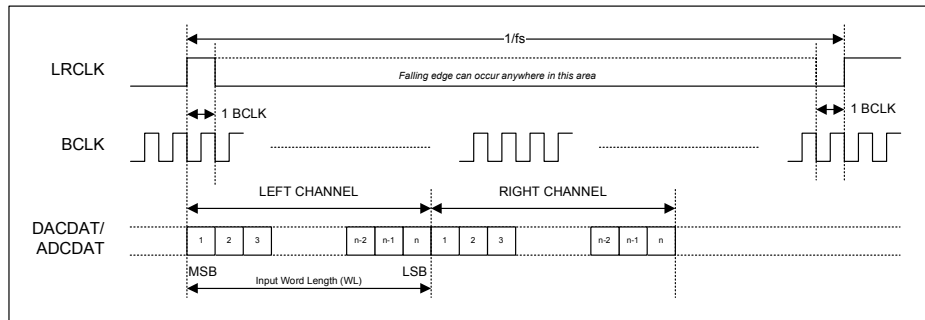 1/fs
LRCLK
Falling edge can occur anywhere in this area
1 BCLK
1 BCLK
BCLK
LEFT CHANNEL
RIGHT CHANNEL
DACDAT/
ADCDAT
1 2 3 n-2 n-1 n 1 2 3 n-2 n-1 n
MSB
LSB
Input Word Length (WL)